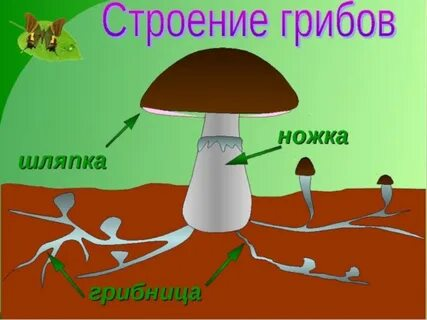 Строение грибов
ножка
шляпка
грибница